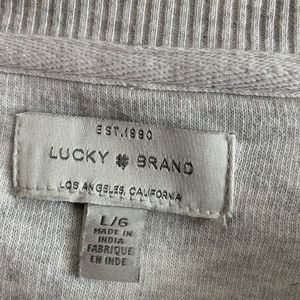 EST.1990
LUCKY BRAND
LOS ANGELES, CALIFORNIA
L/G
MADE IN
INDIA
FABRIQUE
EN INDE